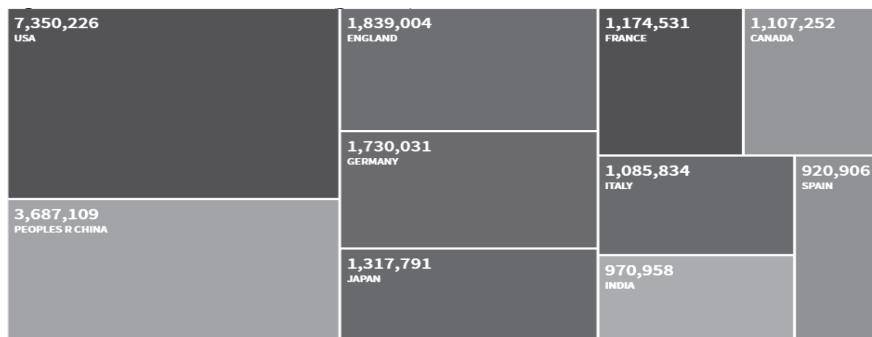 7,350,226
USA
3,687,109
PEOPLES R CHINA
1,839,004
ENGLAND
1,730,031
GERMANY
1,317,791
JAPAN
1,174,531
FRANCE
1,107,252
CANADA
1,085,834
ITALY
970,958
INDIA
920,906
SPAIN